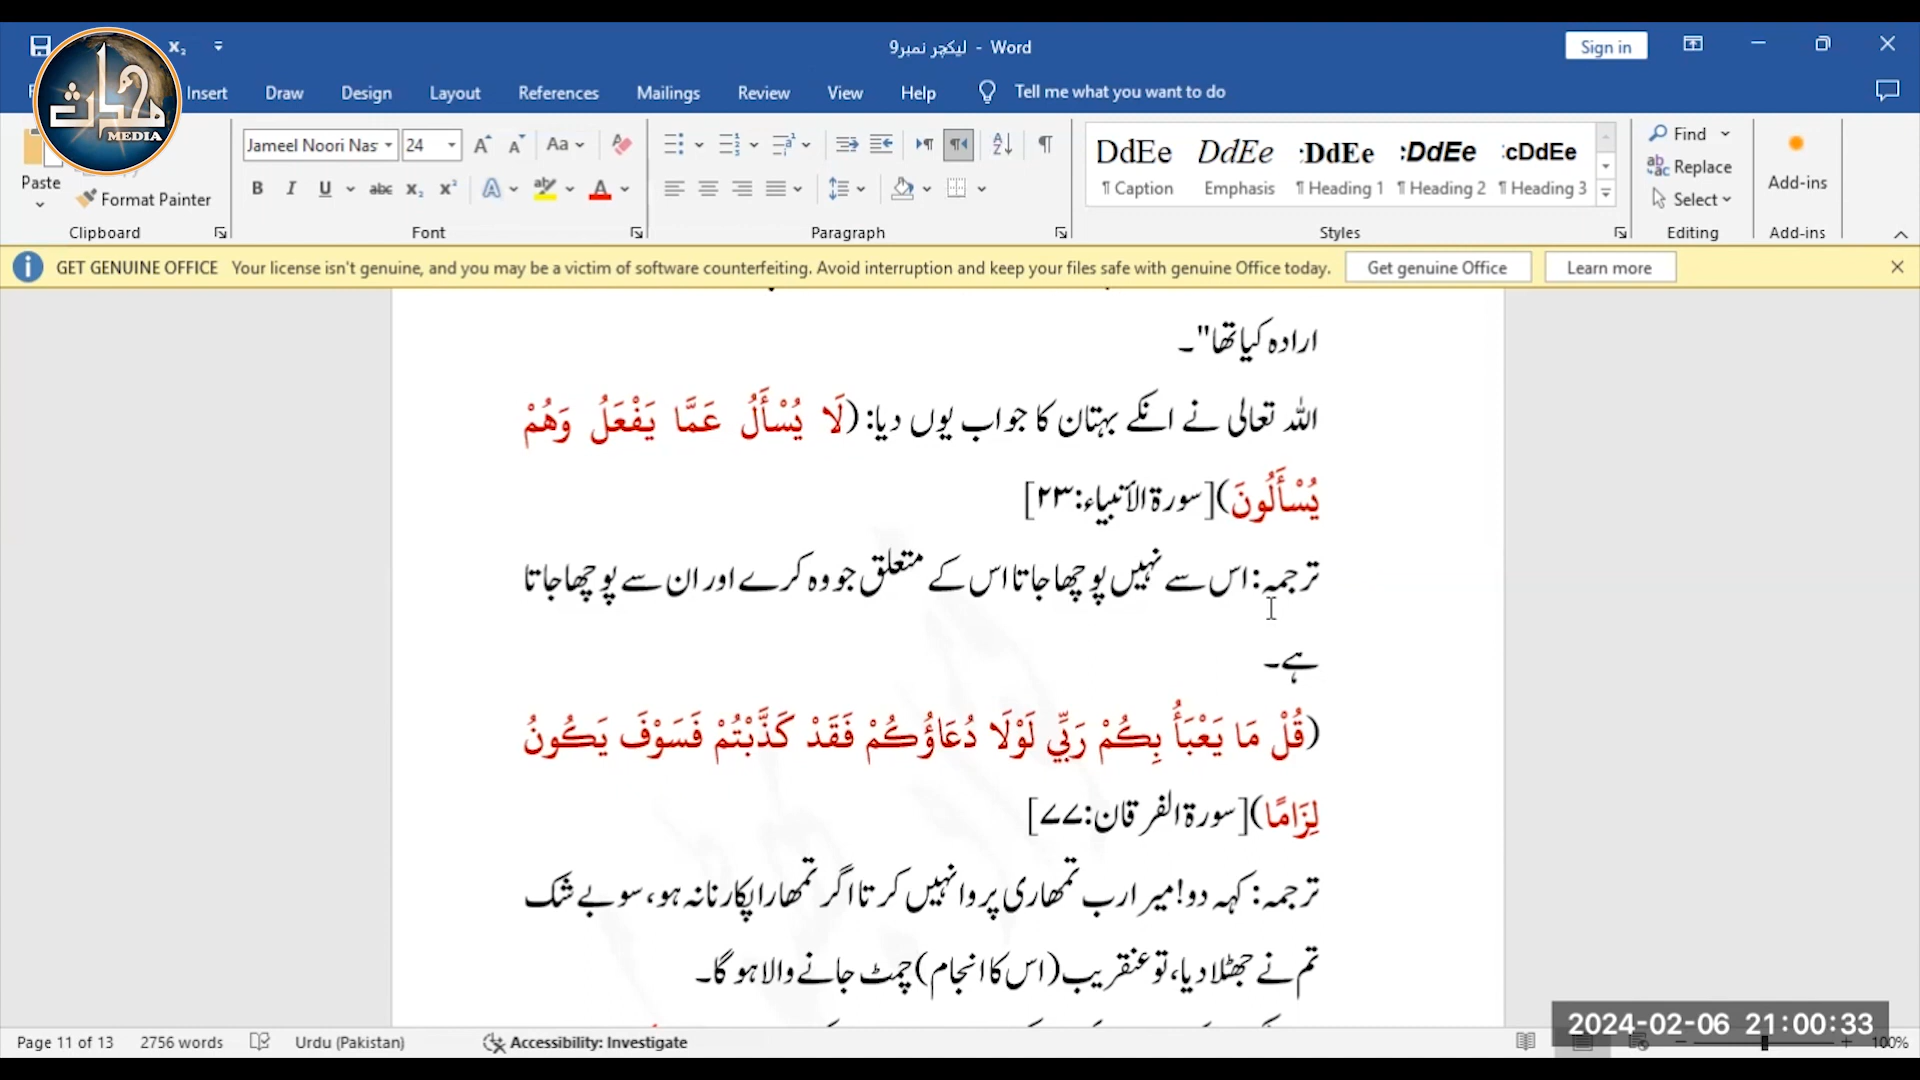 لیکچر نمبر9 - Word
Sign in
Insert Draw Design Layout References Mailings Review View Help Tell me what you want to do
محدث
MEDIA
Paste
Format Painter
Clipboard
Jameel Noori Nas 24
Font
Paragraph
DdEe DdEe :DdEe :DdEe :cDdEe
¶ Caption Emphasis ¶ Heading 1 ¶ Heading 2 ¶ Heading 3
Styles
Find
Replace
Select
Editing
Add-ins
Add-ins
GET GENUINE OFFICE Your license isn't genuine, and you may be a victim of software counterfeiting. Avoid interruption and keep your files safe with genuine Office today. Get genuine Office Learn more
ارادہ کیا تھا"۔
اللہ تعالی نے انکے بہتان کا جواب یوں دیا: (لَا يُسْأَلُ عَمَّا يَفْعَلُ وَهُمْ
يُسْأَلُونَ)[سورۃ الأنبیاء:۲۳]
ترجمہ: اس سے نہیں پوچھا جاتا اس کے متعلق جو وہ کرے اور ان سے پوچھا جاتا
ہے۔
(قُلْ مَا يَعْبَأُ بِكُمْ رَبِّي لَوْلَا دُعَاؤُكُمْ فَقَدْ كَذَّبْتُمْ فَسَوْفَ يَكُونُ
لِزَامًا)[سورۃ الفرقان:۷۷]
ترجمہ: کہہ دو! میرا رب تمھاری پروا نہیں کرتا اگر تمھارا پکارنا نہ ہو، سو بے شک
تم نے جھٹلا دیا، تو عنقریب (اس کا انجام) چمٹ جانے والا ہو گا۔
2024-02-06 21:00:33
Page 11 of 13 2756 words Urdu (Pakistan) Accessibility: Investigate 100%